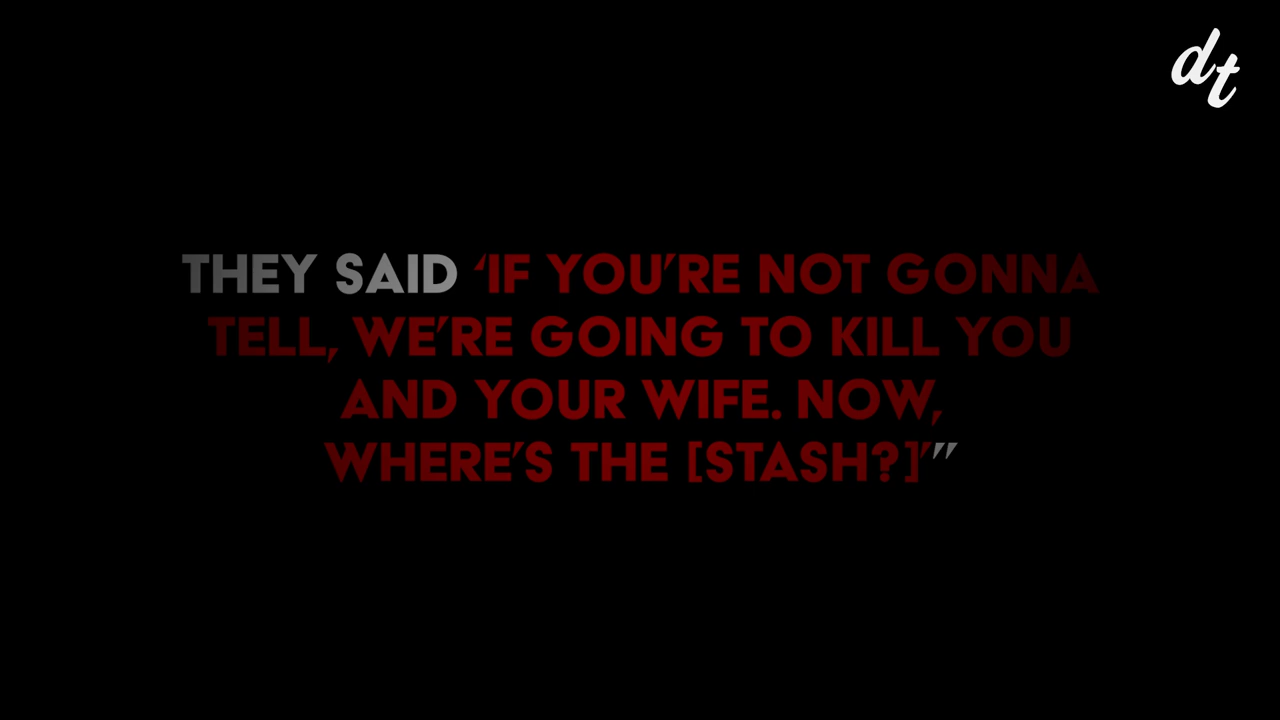 dt
THEY SAID ‘IF YOU’RE NOT GONNA
TELL, WE’RE GOING TO KILL YOU
AND YOUR WIFE. NOW,
WHERE’S THE [STASH?]’”